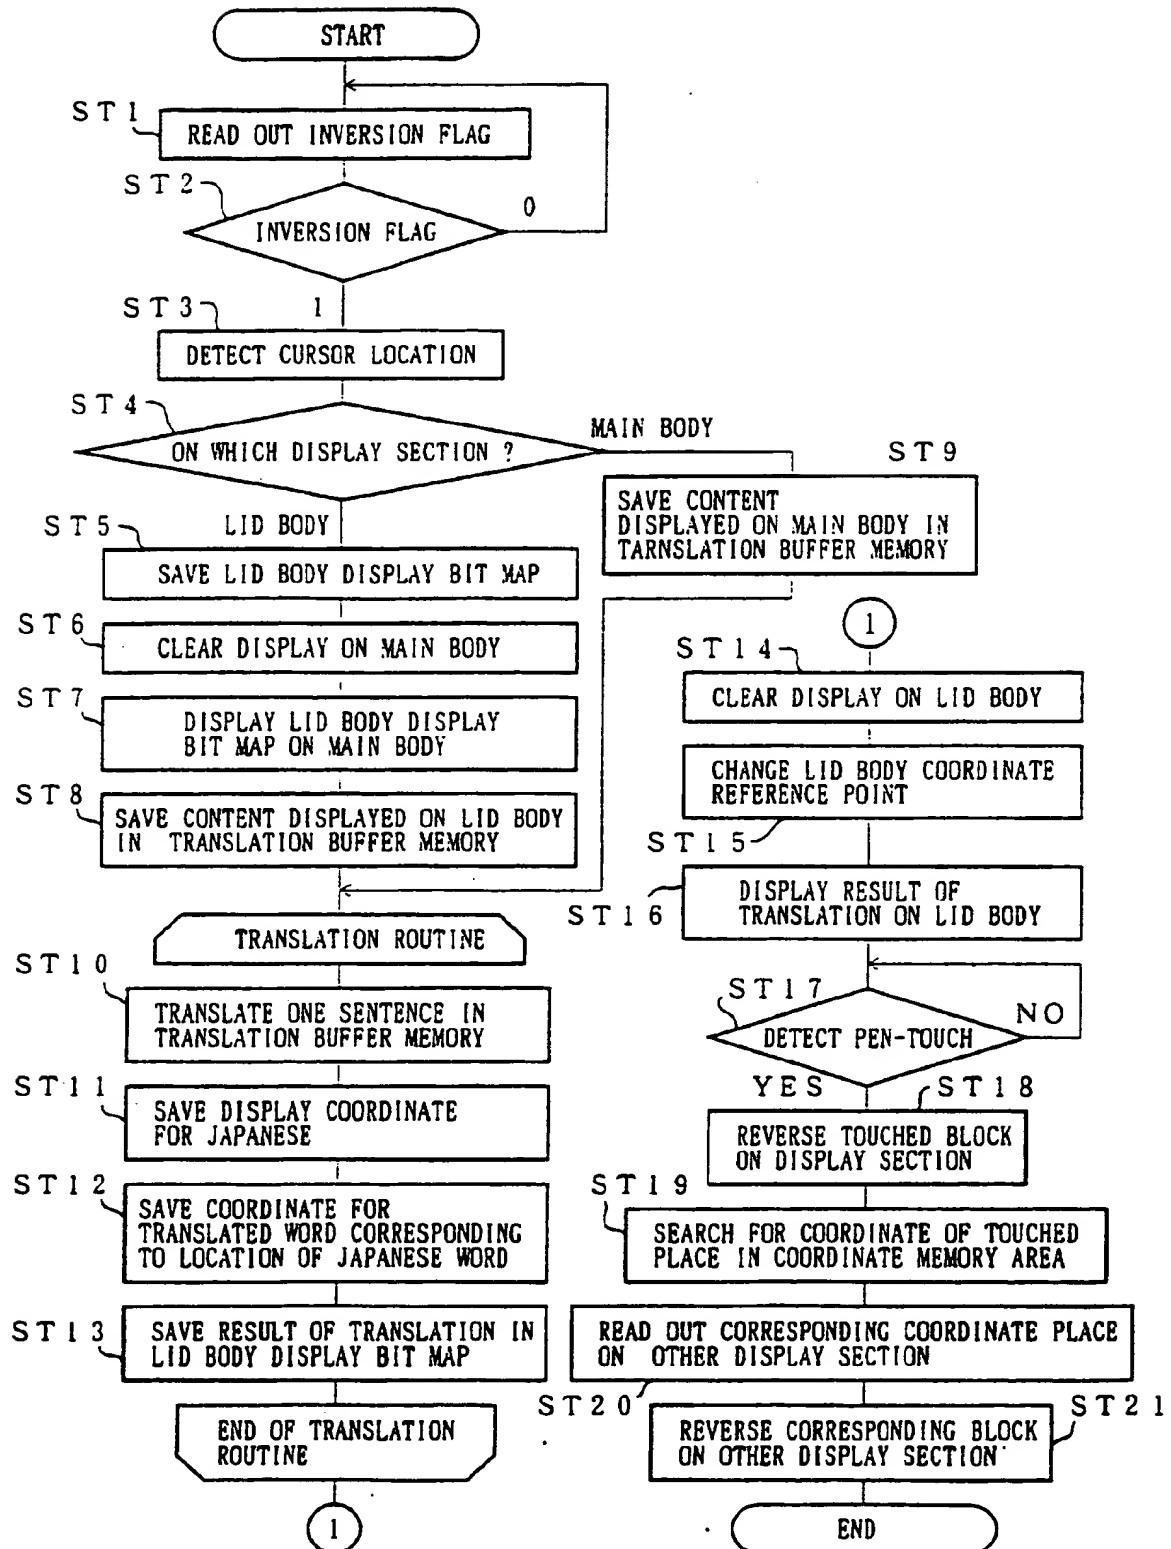 START
ST1
READ OUT INVERSION FLAG
ST2
0
INVERSION FLAG
ST3
1
DETECT CURSOR LOCATION
ST4
ON WHICH DISPLAY SECTION ?
MAIN BODY
ST9
SAVE CONTENT
DISPLAYED ON MAIN BODY IN
TARNSLATION BUFFER MEMORY
LID BODY
ST5
SAVE LID BODY DISPLAY BIT MAP
ST6
CLEAR DISPLAY ON MAIN BODY
ST7
DISPLAY LID BODY DISPLAY
BIT MAP ON MAIN BODY
ST8
SAVE CONTENT DISPLAYED ON LID BODY
IN TRANSLATION BUFFER MEMORY
TRANSLATION ROUTINE
ST10
TRANSLATE ONE SENTENCE IN
TRANSLATION BUFFER MEMORY
ST11
SAVE DISPLAY COORDINATE
FOR JAPANESE
ST12
SAVE COORDINATE FOR
TRANSLATED WORD CORRESPONDING
TO LOCATION OF JAPANESE WORD
ST13
SAVE RESULT OF TRANSLATION IN
LID BODY DISPLAY BIT MAP
END OF TRANSLATION
ROUTINE
1
1
ST14
CLEAR DISPLAY ON LID BODY
CHANGE LID BODY COORDINATE
REFERENCE POINT
ST15
DISPLAY RESULT OF
TRANSLATION ON LID BODY
ST16
ST17
NO
DETECT PEN-TOUCH
YES
ST18
REVERSE TOUCHED BLOCK
ON DISPLAY SECTION
ST19
SEARCH FOR COORDINATE OF TOUCHED
PLACE IN COORDINATE MEMORY AREA
READ OUT CORRESPONDING COORDINATE PLACE
ON OTHER DISPLAY SECTION
ST20
ST21
REVERSE CORRESPONDING BLOCK
ON OTHER DISPLAY SECTION
END